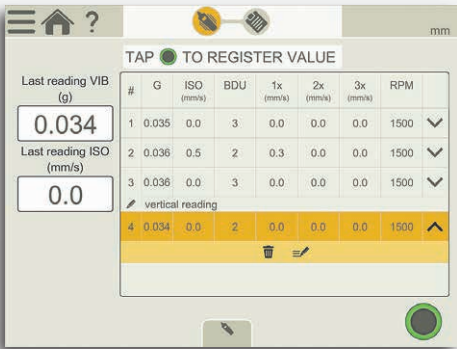 ?
mm
TAP TO REGISTER VALUE
Last reading VIB
(g)
0.034
Last reading ISO
(mm/s)
0.0
# G ISO (mm/s) BDU 1x (mm/s) 2x (mm/s) 3x (mm/s) RPM
1 0.035 0.0 3 0.0 0.0 0.0 1500
2 0.036 0.5 2 0.3 0.0 0.0 1500
3 0.036 0.0 3 0.0 0.0 0.0 1500
vertical reading
4 0.034 0.0 2 0.0 0.0 0.0 1500